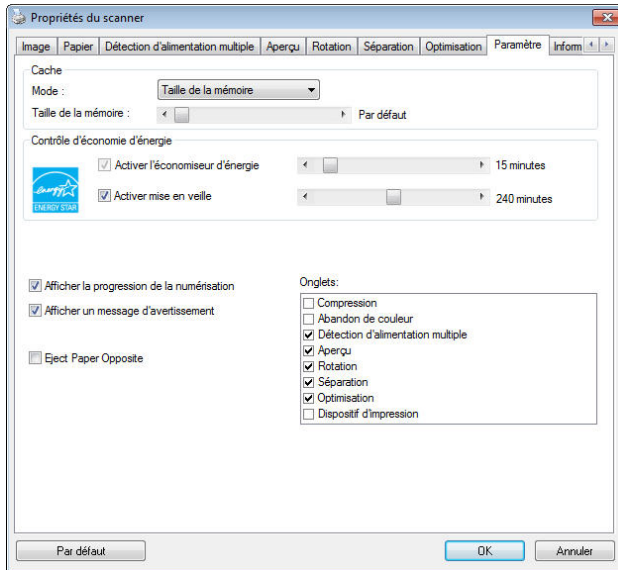 Propriétés du scanner
Image Papier Détection d'alimentation multiple Aperçu Rotation Séparation Optimisation Paramètre Inform
Cache
Mode : Taille de la mémoire
Taille de la mémoire : Par défaut
Contrôle d'économie d'énergie
Activer l'économiseur d'énergie 15 minutes
energy
ENERGY STAR
Activer mise en veille 240 minutes
Afficher la progression de la numérisation
Afficher un message d'avertissement
Eject Paper Opposite
Onglets:
Compression
Abandon de couleur
Détection d'alimentation multiple
Aperçu
Rotation
Séparation
Optimisation
Dispositif d'impression
Par défaut OK Annuler